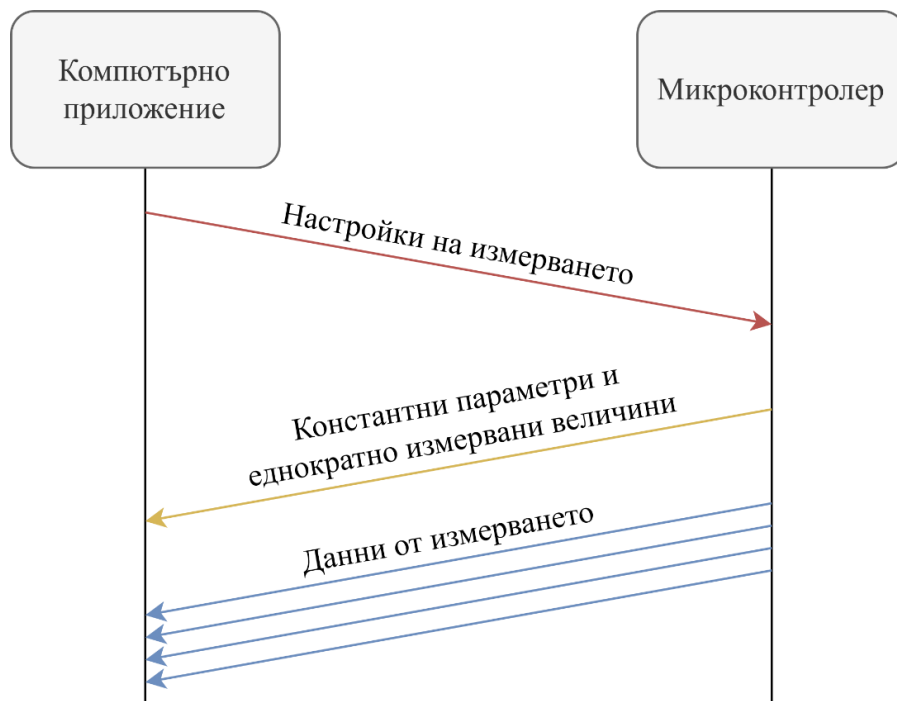 Компютърно
приложение
Микроконтролер
Настройки на измерването
Константни параметри и
еднократно измервани величини
Данни от измерването